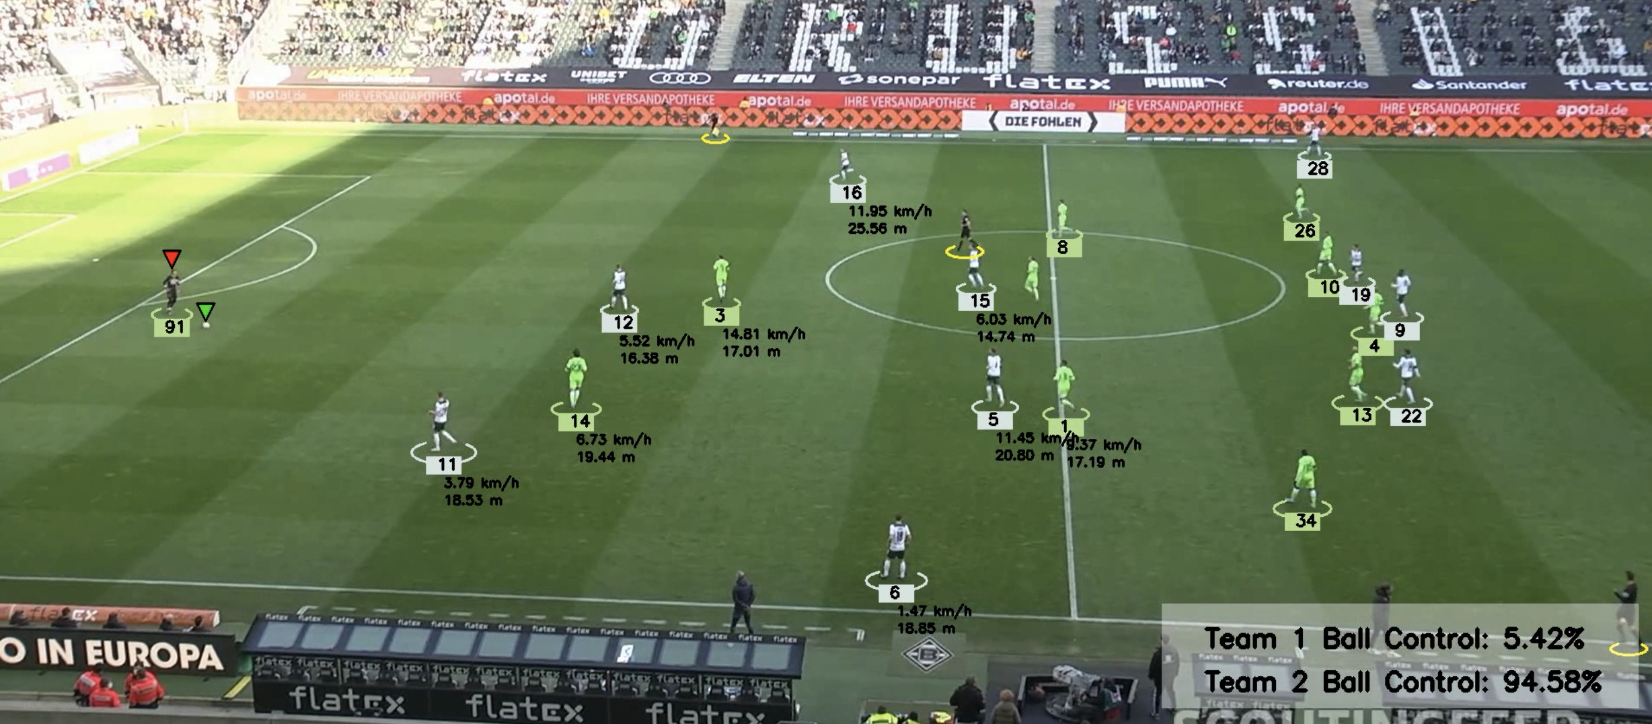 flatex UNIBET ELTEN sonepar flatex PUMA reuter.de Santander flatex
apotal.de IHRE VERSANDAPOTHEKE apotal.de IHRE VERSANDAPOTHEKE apotal.de IHRE VERSANDAPOTHEKE apotal.de IHRE VERSANDAPOTHEKE apotal.de
DIE FOHLEN
28
16
11.95 km/h
25.56 m
26
8
10
19
15
6.03 km/h
14.74 m
3
14.81 km/h
17.01 m
12
5.52 km/h
16.38 m
91
9
4
13
22
14
6.73 km/h
19.44 m
5
11.45 km/h
20.80 m
1
.37 km/h
17.19 m
11
3.79 km/h
18.53 m
34
6
1.47 km/h
18.85 m
O IN EUROPA
flatex flatex flatex
Team 1 Ball Control: 5.42%
Team 2 Ball Control: 94.58%